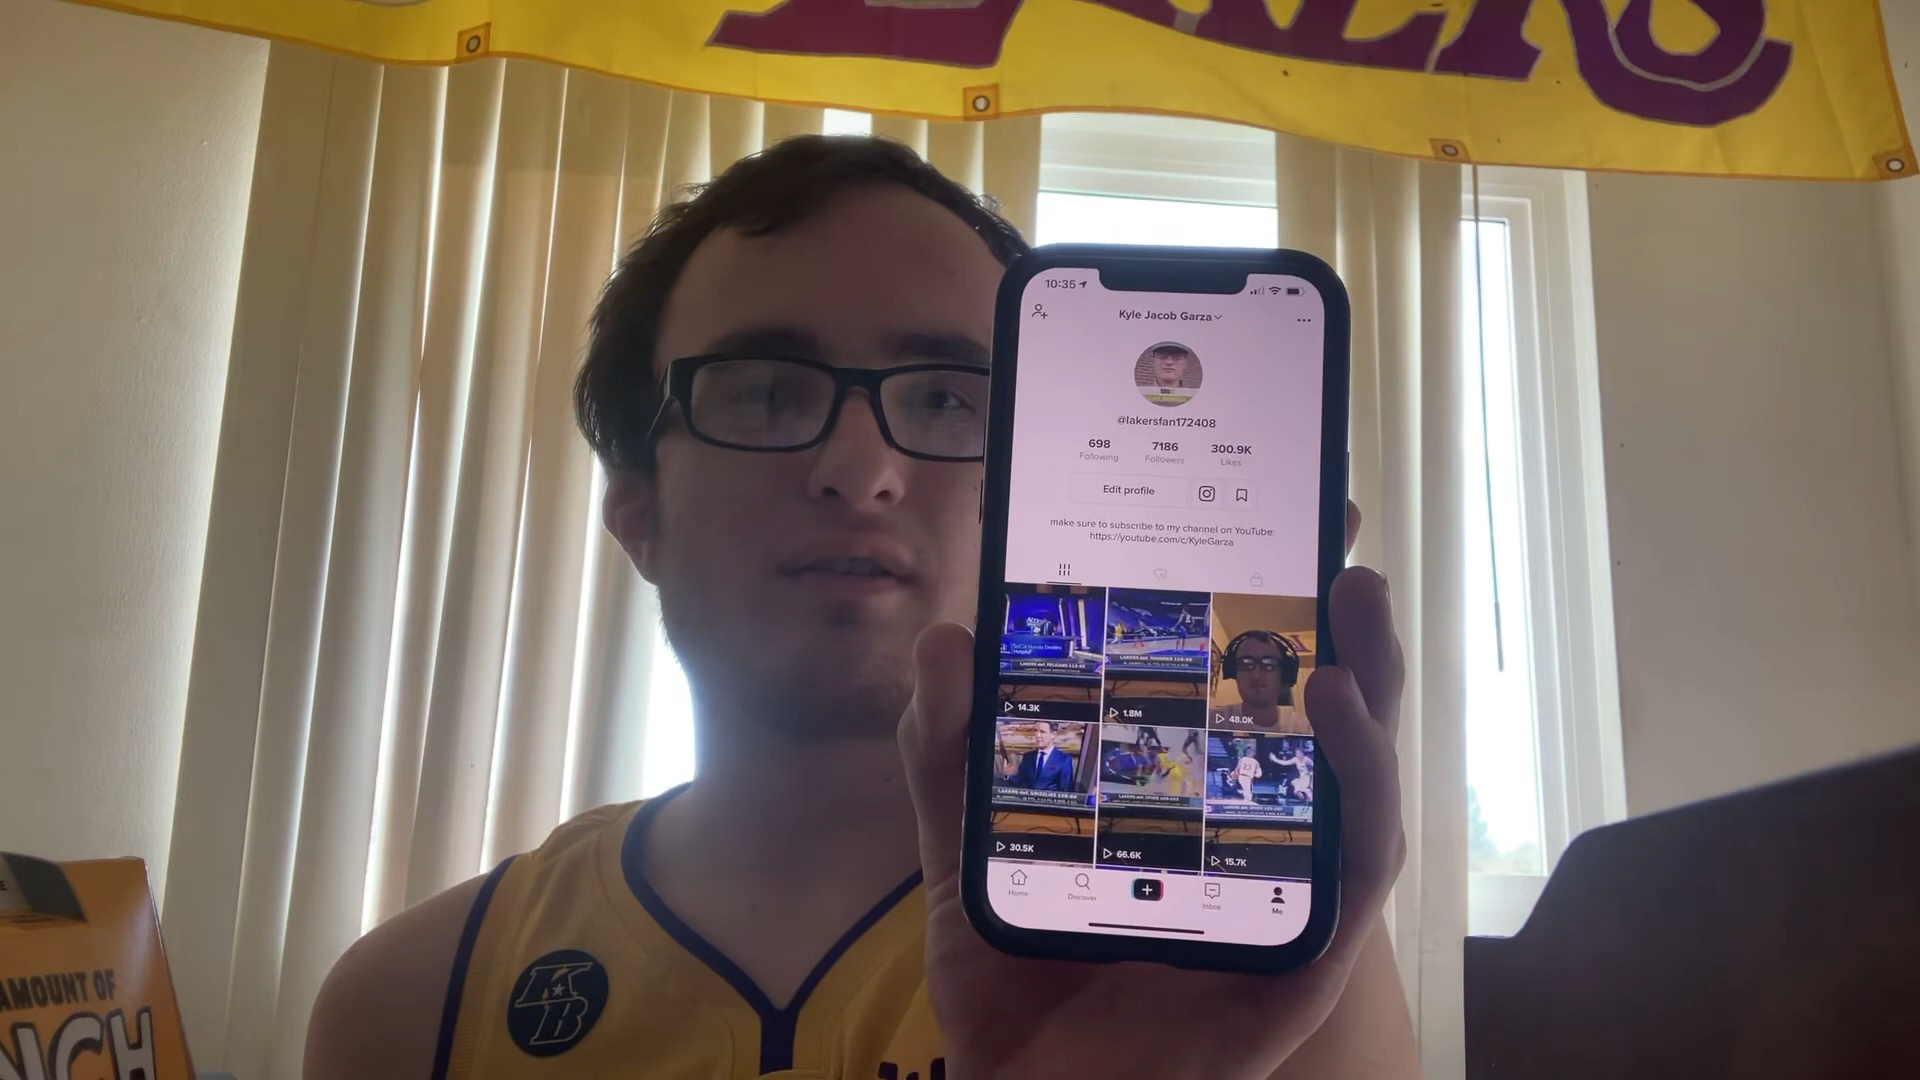 LAKERS
10:35
Kyle Jacob Garza
@lakersfan172408
698
7186
300.9K
Following
Followers
Likes
Edit profile
make sure to subscribe to my channel on YouTube:
https://youtube.com/c/KyleGarza
14.3K
1.8M
48.0K
30.5K
66.6K
15.7K
Home
Discover
Inbox
Me
KB
AMOUNT OF